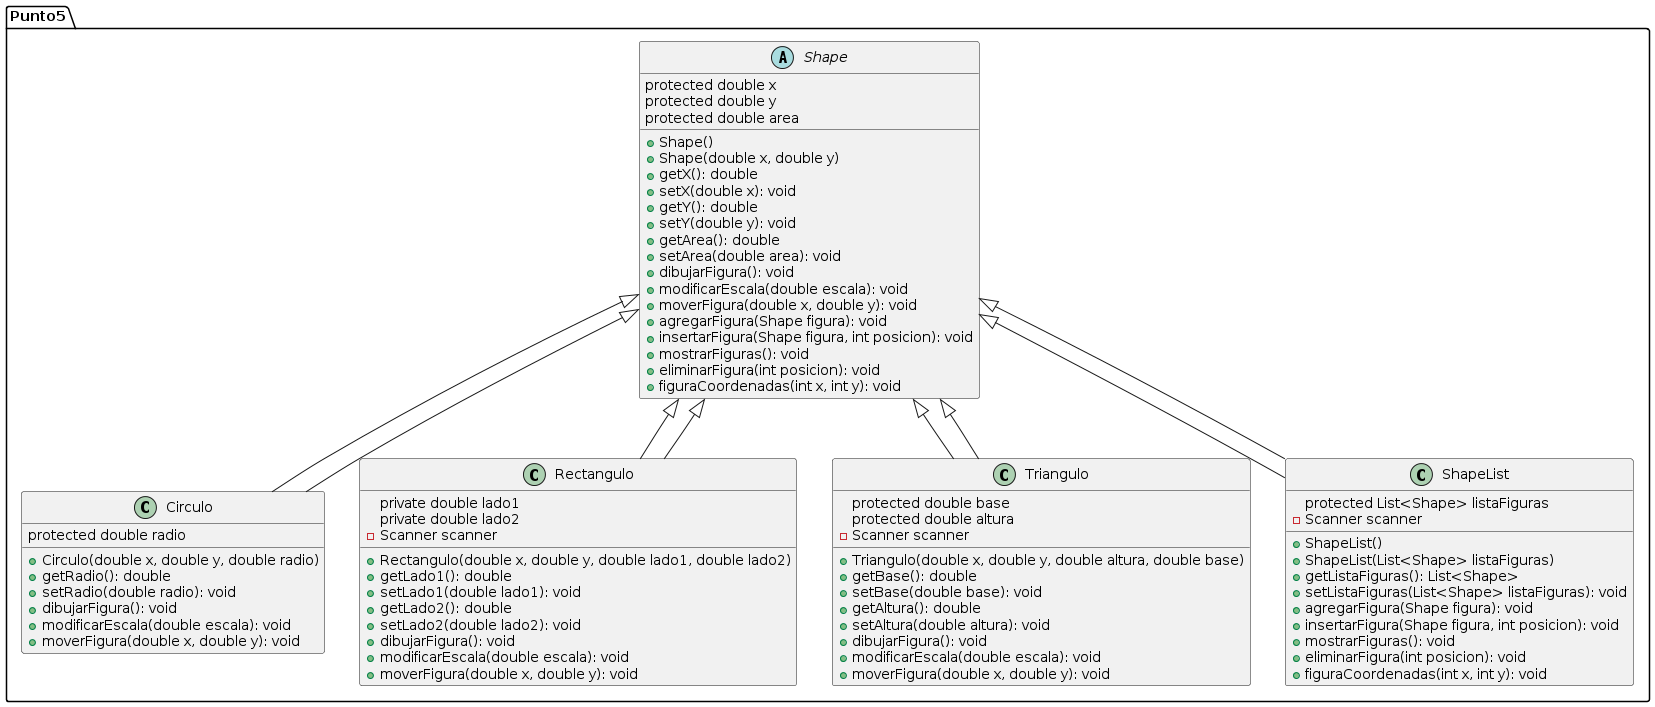 Punto5
A Shape
protected double x
protected double y
protected double area
Shape()
Shape(double x, double y)
getX(): double
setX(double x): void
getY(): double
setY(double y): void
getArea(): double
setArea(double area): void
dibujarFigura(): void
modificarEscala(double escala): void
moverFigura(double x, double y): void
agregarFigura(Shape figura): void
insertarFigura(Shape figura, int posicion): void
mostrarFiguras(): void
eliminarFigura(int posicion): void
figuraCoordenadas(int x, int y): void
C Circulo
protected double radio
Circulo(double x, double y, double radio)
getRadio(): double
setRadio(double radio): void
dibujarFigura(): void
modificarEscala(double escala): void
moverFigura(double x, double y): void
C Rectangulo
private double lado1
private double lado2
Scanner scanner
Rectangulo(double x, double y, double lado1, double lado2)
getLado1(): double
setLado1(double lado1): void
getLado2(): double
setLado2(double lado2): void
dibujarFigura(): void
modificarEscala(double escala): void
moverFigura(double x, double y): void
C Triangulo
protected double base
protected double altura
Scanner scanner
Triangulo(double x, double y, double altura, double base)
getBase(): double
setBase(double base): void
getAltura(): double
setAltura(double altura): void
dibujarFigura(): void
modificarEscala(double escala): void
moverFigura(double x, double y): void
C ShapeList
protected List<Shape> listaFiguras
Scanner scanner
ShapeList()
ShapeList(List<Shape> listaFiguras)
getListaFiguras(): List<Shape>
setListaFiguras(List<Shape> listaFiguras): void
agregarFigura(Shape figura): void
insertarFigura(Shape figura, int posicion): void
mostrarFiguras(): void
eliminarFigura(int posicion): void
figuraCoordenadas(int x, int y): void